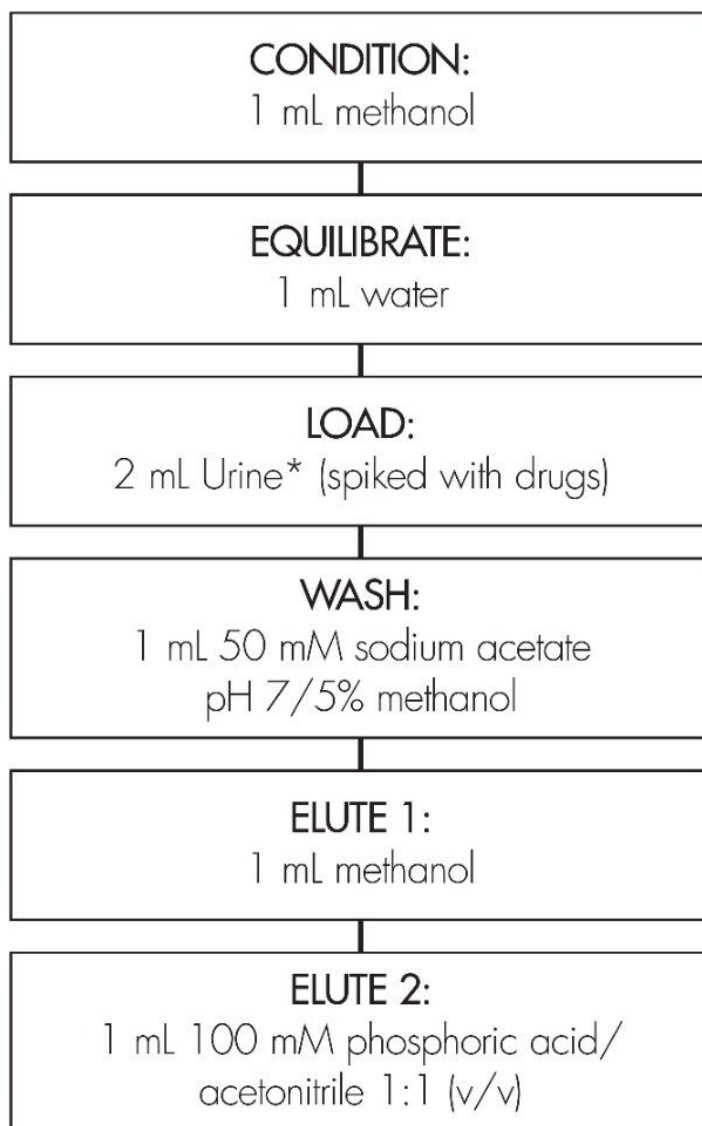 CONDITION:
1 mL methanol
EQUILIBRATE:
1 mL water
LOAD:
2 mL Urine* (spiked with drugs)
WASH:
1 mL 50 mM sodium acetate
pH 7/5% methanol
ELUTE 1:
1 mL methanol
ELUTE 2:
1 mL 100 mM phosphoric acid/
acetonitrile 1:1 (v/v)